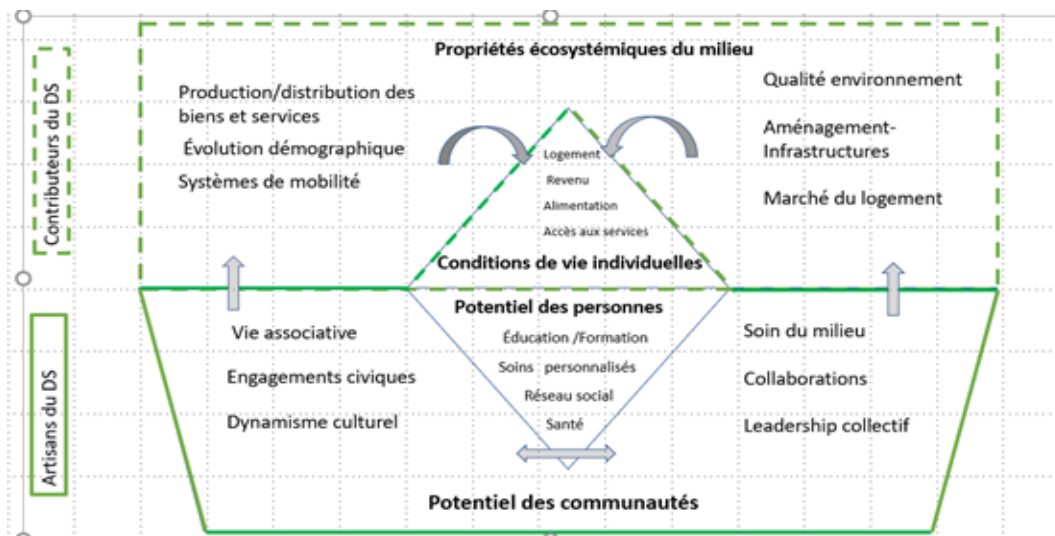 Propriétés écosystémiques du milieu
Contributeurs du DS
Production/distribution des
biens et services
Évolution démographique
Systèmes de mobilité
Logement
Revenu
Alimentation
Accès aux services
Conditions de vie individuelles
Qualité environnement
Aménagement-
Infrastructures
Marché du logement
Artisans du DS
Vie associative
Engagements civiques
Dynamisme culturel
Potentiel des personnes
Éducation /Formation
Soins personnalisés
Réseau social
Santé
Soin du milieu
Collaborations
Leadership collectif
Potentiel des communautés